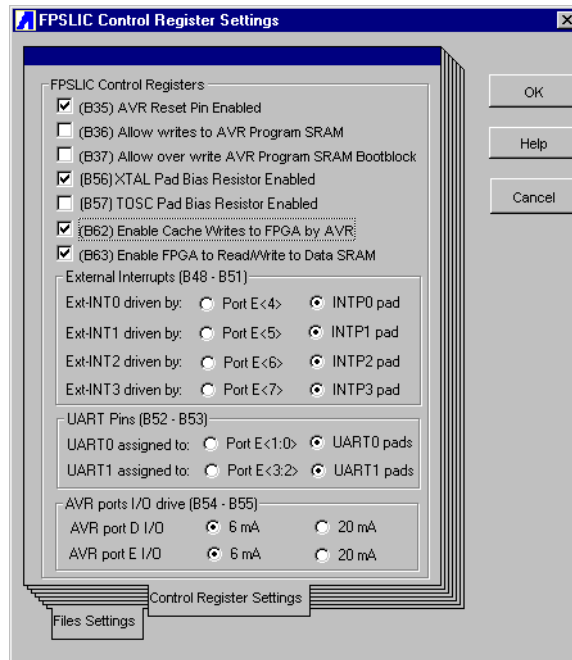 FPSLIC Control Register Settings
FPSLIC Control Registers
(B35) AVR Reset Pin Enabled
(B36) Allow writes to AVR Program SRAM
(B37) Allow over write AVR Program SRAM Bootblock
(B56) XTAL Pad Bias Resistor Enabled
(B57) TOSC Pad Bias Resistor Enabled
(B62) Enable Cache Writes to FPGA by AVR
(B63) Enable FPGA to Read/Write to Data SRAM
External Interrupts (B48 - B51)
Ext-INT0 driven by: Port E<4> INTP0 pad
Ext-INT1 driven by: Port E<5> INTP1 pad
Ext-INT2 driven by: Port E<6> INTP2 pad
Ext-INT3 driven by: Port E<7> INTP3 pad
UART Pins (B52 - B53)
UART0 assigned to: Port E<1:0> UART0 pads
UART1 assigned to: Port E<3:2> UART1 pads
AVR ports I/O drive (B54 - B55)
AVR port D I/O 6 mA 20 mA
AVR port E I/O 6 mA 20 mA
Control Register Settings
Files Settings
OK
Help
Cancel